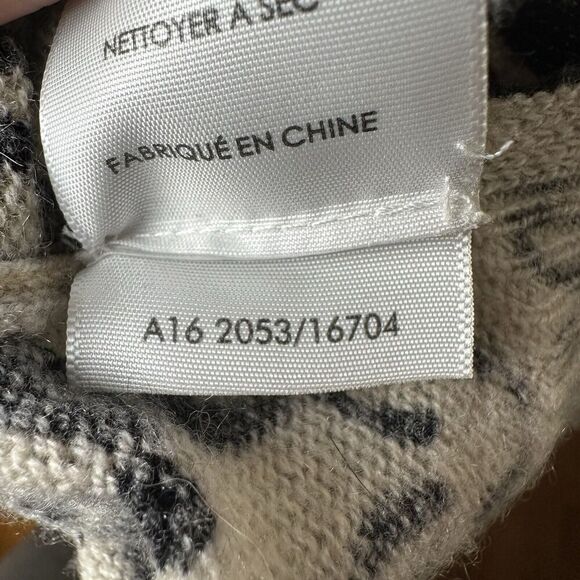 NETTOYER A SEC
FABRIQUÉ EN CHINE
A16 2053/16704